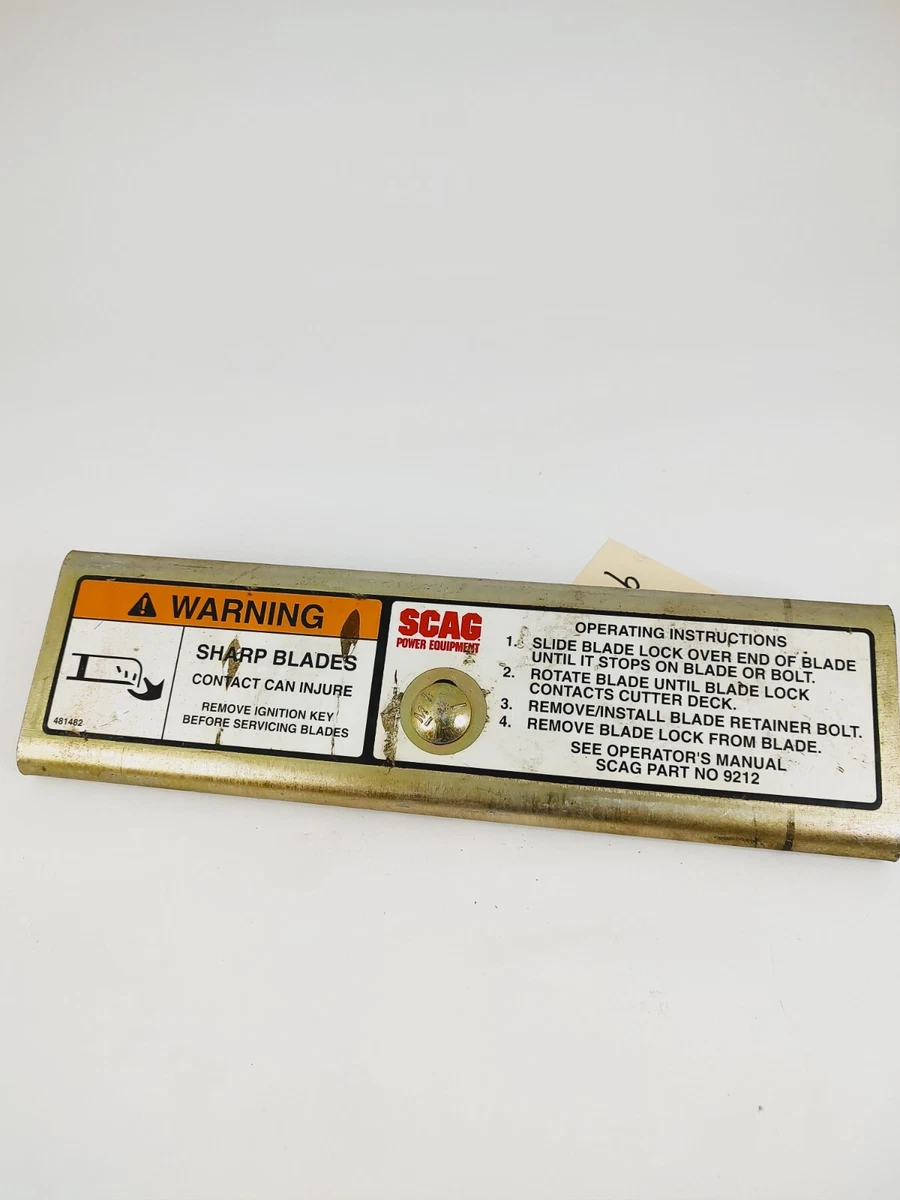 WARNING
SHARP BLADES
CONTACT CAN INJURE
REMOVE IGNITION KEY
BEFORE SERVICING BLADES
481482
SCAG
POWER EQUIPMENT
OPERATING INSTRUCTIONS
1. SLIDE BLADE LOCK OVER END OF BLADE
UNTIL IT STOPS ON BLADE OR BOLT.
2. ROTATE BLADE UNTIL BLADE LOCK
CONTACTS CUTTER DECK.
3. REMOVE/INSTALL BLADE RETAINER BOLT.
4. REMOVE BLADE LOCK FROM BLADE.
SEE OPERATOR'S MANUAL
SCAG PART NO 9212